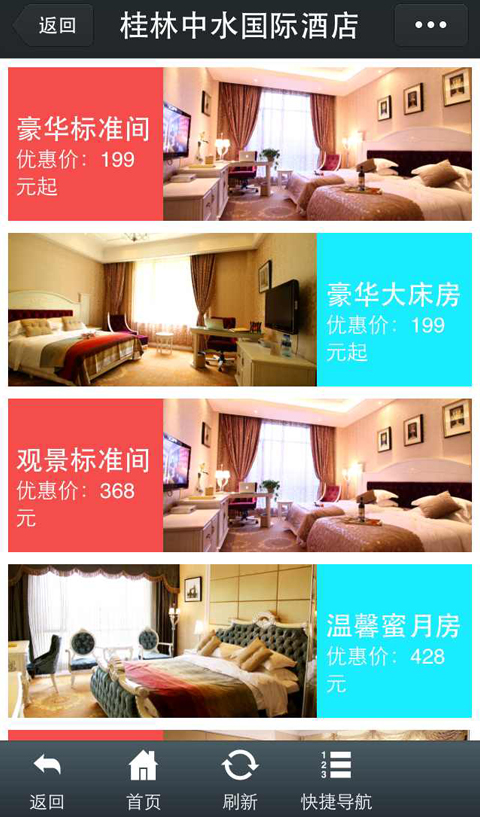 返回
桂林中水国际酒店
豪华标准间
优惠价：199
元起
豪华大床房
优惠价：199
元起
观景标准间
优惠价：368
元
温馨蜜月房
优惠价：428
元
返回
首页
刷新
1
2
3
快捷导航